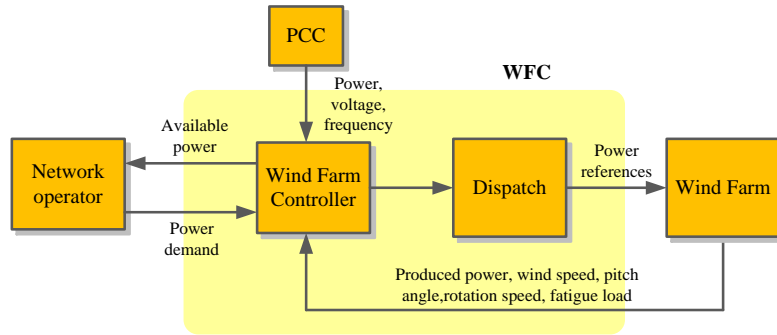 PCC
WFC
Power,
voltage,
frequency
Available
power
Network
operator
Power
demand
Wind Farm
Controller
Dispatch
Power
references
Wind Farm
Produced power, wind speed, pitch
angle,rotation speed, fatigue load